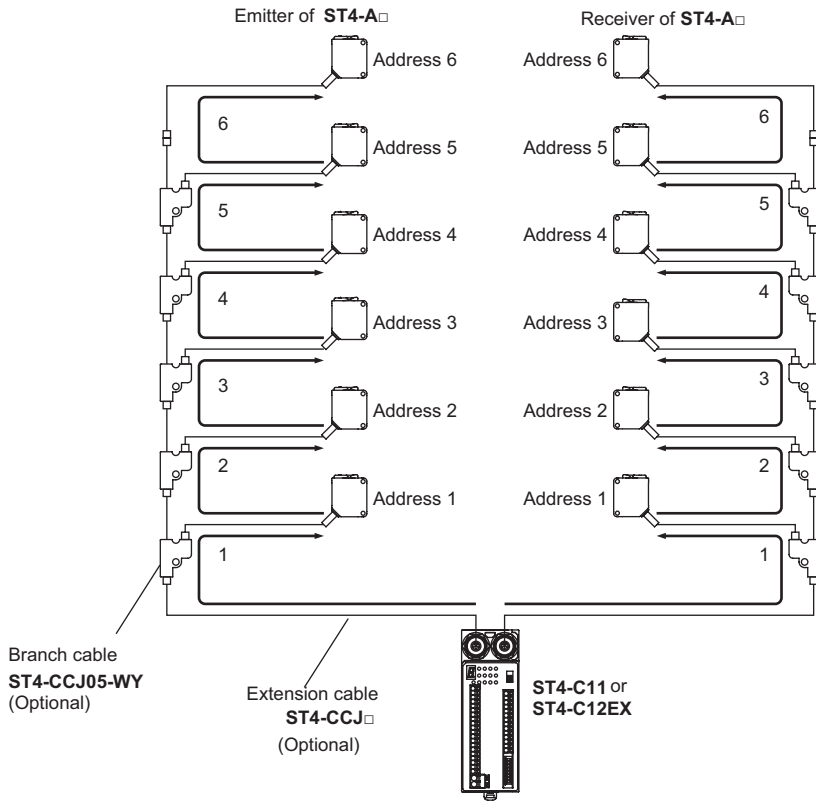 Emitter of ST4-A□
Receiver of ST4-A□
Address 6
Address 6
6
6
Address 5
Address 5
5
5
Address 4
Address 4
4
4
Address 3
Address 3
3
3
Address 2
Address 2
2
2
Address 1
Address 1
1
1
Branch cable
ST4-CCJ05-WY
(Optional)
Extension cable
ST4-CCJ□
(Optional)
ST4-C11 or
ST4-C12EX